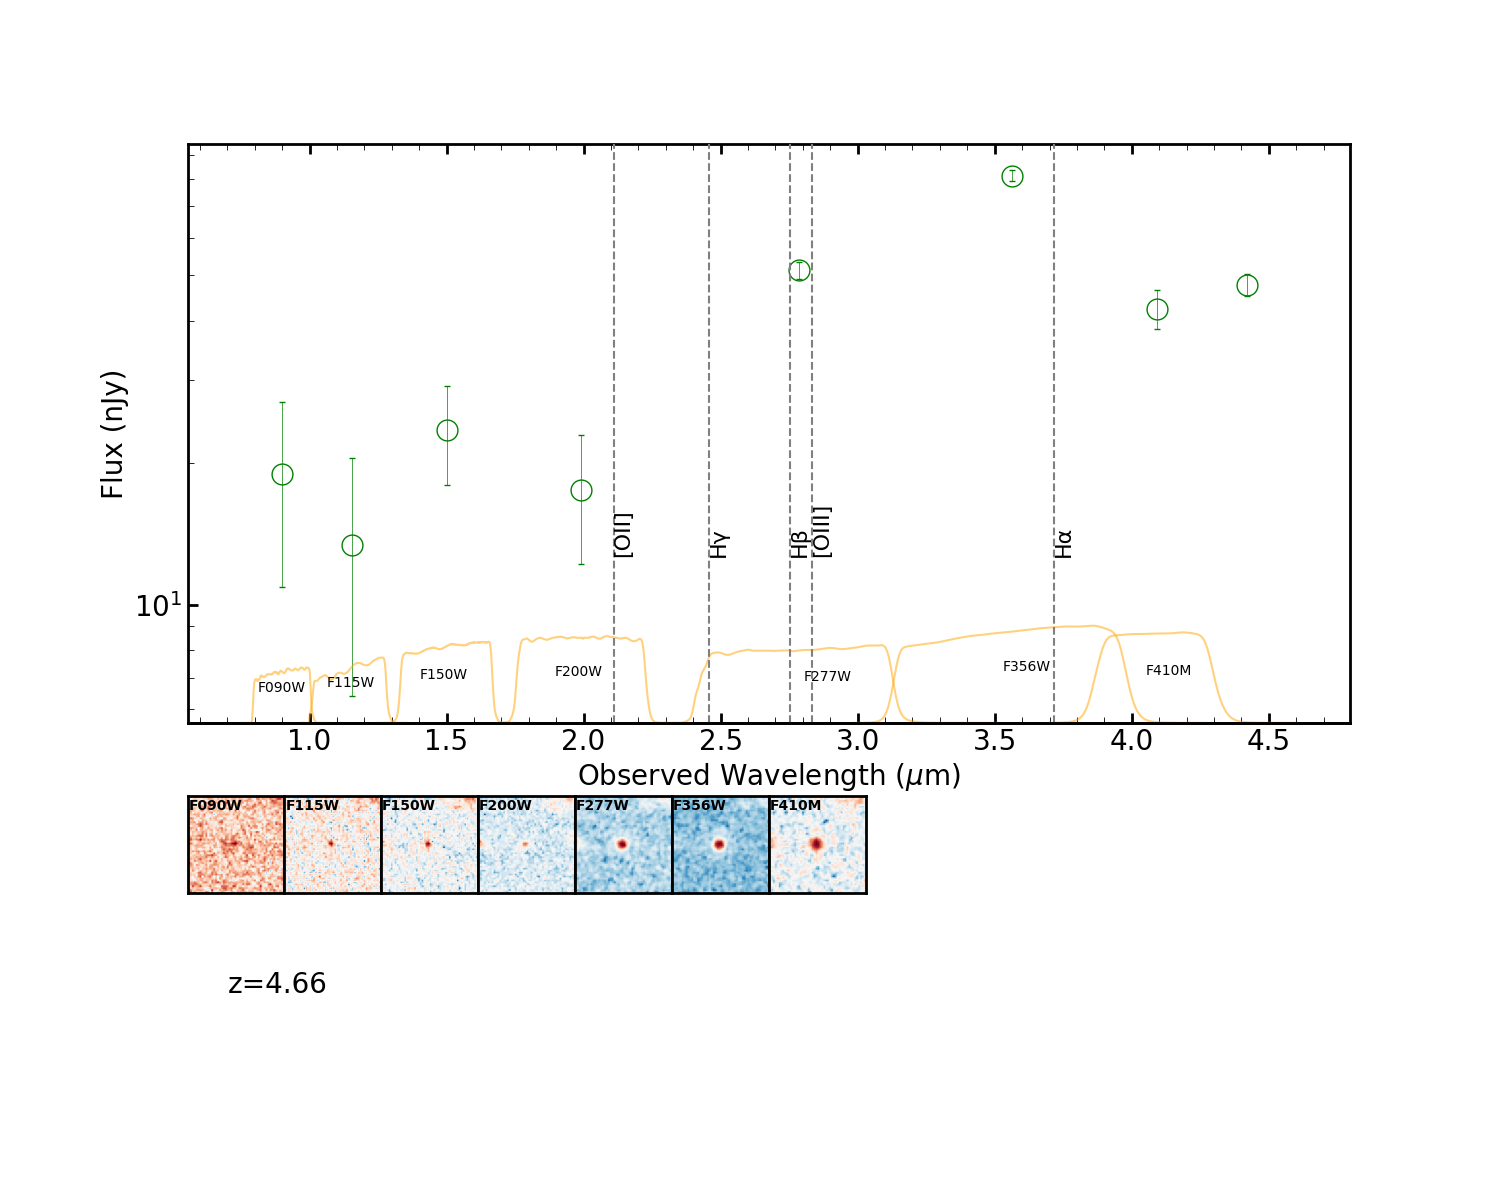 Flux (nJy)
10¹
[OII]
Hγ
Hβ
[OIII]
Hα
F090W
F115W
F150W
F200W
F277W
F356W
F410M
1.0 1.5 2.0 2.5 3.0 3.5 4.0 4.5
Observed Wavelength (μm)
F090W F115W F150W F200W F277W F356W F410M
z=4.66